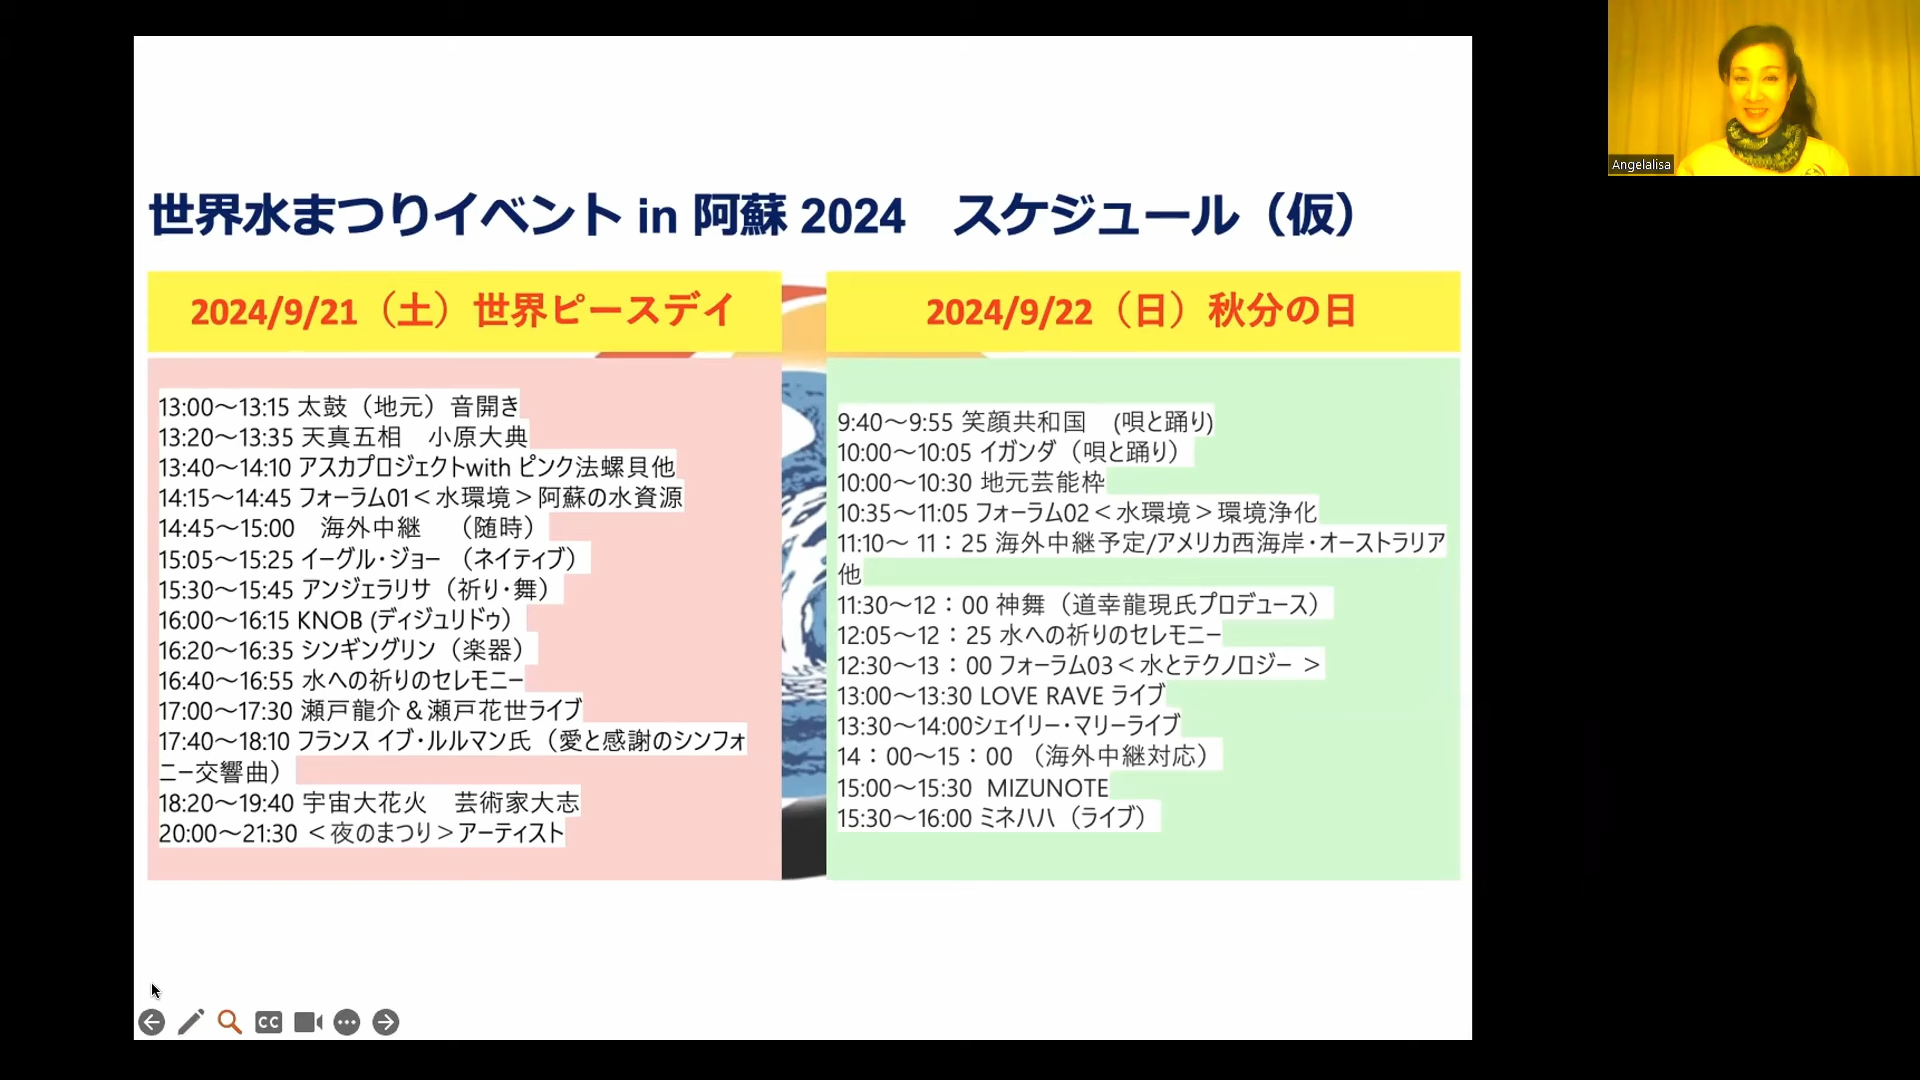 世界水まつりイベント in 阿蘇 2024　スケジュール（仮）
2024/9/21（土）世界ピースデイ
13:00～13:15 太鼓（地元）音開き
13:20～13:35 天真五相　小原大典
13:40～14:10 アスカプロジェクトwith ピンク法螺貝他
14:15～14:45 フォーラム01＜水環境＞阿蘇の水資源
14:45～15:00　海外中継　（随時）
15:05～15:25 イーグル・ジョー （ネイティブ）
15:30～15:45 アンジェラリサ（祈り・舞）
16:00～16:15 KNOB (ディジュリドゥ）
16:20～16:35 シンギングリン（楽器）
16:40～16:55 水への祈りのセレモニー
17:00～17:30 瀬戸龍介＆瀬戸花世ライブ
17:40～18:10 フランス イブ・ルルマン氏（愛と感謝のシンフォ
ニー交響曲）
18:20～19:40 宇宙大花火　芸術家大志
20:00～21:30 ＜夜のまつり＞アーティスト
2024/9/22（日）秋分の日
9:40～9:55 笑顔共和国　(唄と踊り)
10:00～10:05 イガンダ（唄と踊り）
10:00～10:30 地元芸能枠
10:35～11:05 フォーラム02＜水環境＞環境浄化
11:10～ 11：25 海外中継予定/アメリカ西海岸・オーストラリア
他
11:30～12：00 神舞（道幸龍現氏プロデュース）
12:05～12：25 水への祈りのセレモニー
12:30～13：00 フォーラム03＜水とテクノロジー ＞
13:00～13:30 LOVE RAVE ライブ
13:30～14:00シェイリー・マリーライブ
14：00～15：00 （海外中継対応）
15:00～15:30 MIZUNOTE
15:30～16:00 ミネハハ（ライブ）
CC
Angelalisa